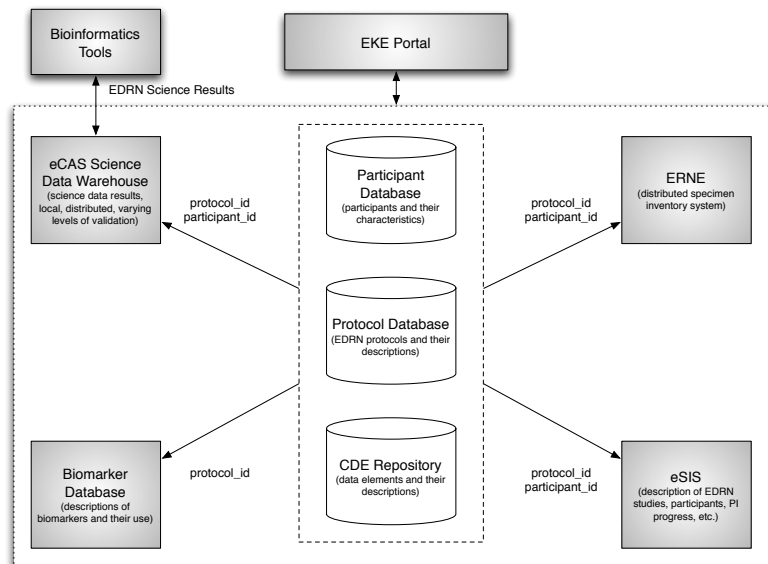 Bioinformatics
Tools
EKE Portal
EDRN Science Results
eCAS Science
Data Warehouse
(science data results,
local, distributed, varying
levels of validation)
protocol_id
participant_id
Participant
Database
(participants and their
characteristics)
protocol_id
participant_id
ERNE
(distributed specimen
inventory system)
Protocol Database
(EDRN protocols and their
descriptions)
Biomarker
Database
(descriptions of
biomarkers and their use)
protocol_id
CDE Repository
(data elements and their
descriptions)
protocol_id
participant_id
eSIS
(description of EDRN
studies, participants, PI
progress, etc.)